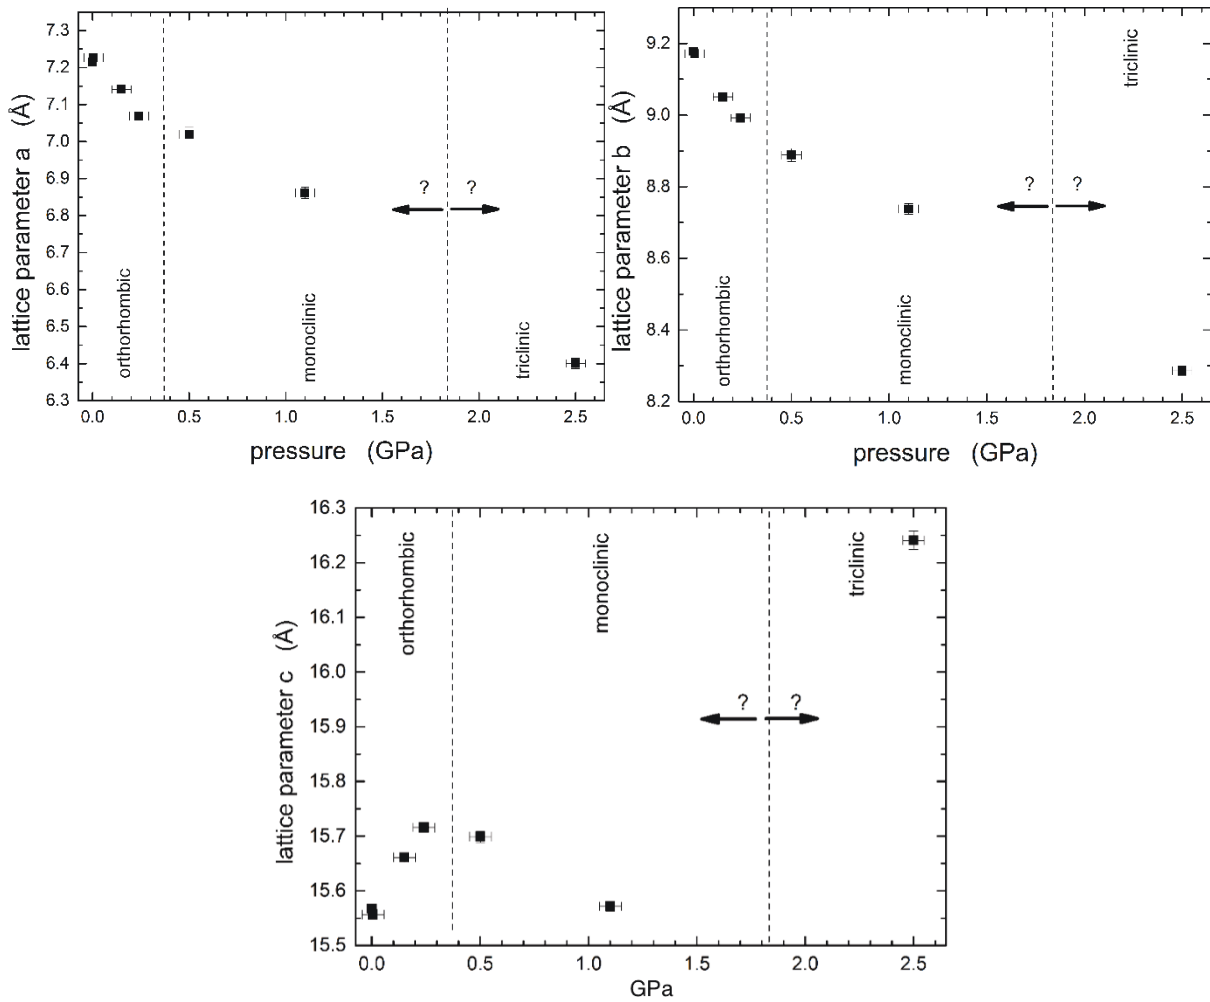 lattice parameter a (Å)
7.3
7.2
7.1
7.0
6.9
6.8
6.7
6.6
6.5
6.4
6.3
orthorhombic
monoclinic
? ?
triclinic
0.0 0.5 1.0 1.5 2.0 2.5
pressure (GPa)
lattice parameter b (Å)
9.2
9.0
8.8
8.6
8.4
8.2
orthorhombic
monoclinic
? ?
triclinic
0.0 0.5 1.0 1.5 2.0 2.5
pressure (GPa)
lattice parameter c (Å)
16.3
16.2
16.1
16.0
15.9
15.8
15.7
15.6
15.5
orthorhombic
monoclinic
? ?
triclinic
0.0 0.5 1.0 1.5 2.0 2.5
GPa